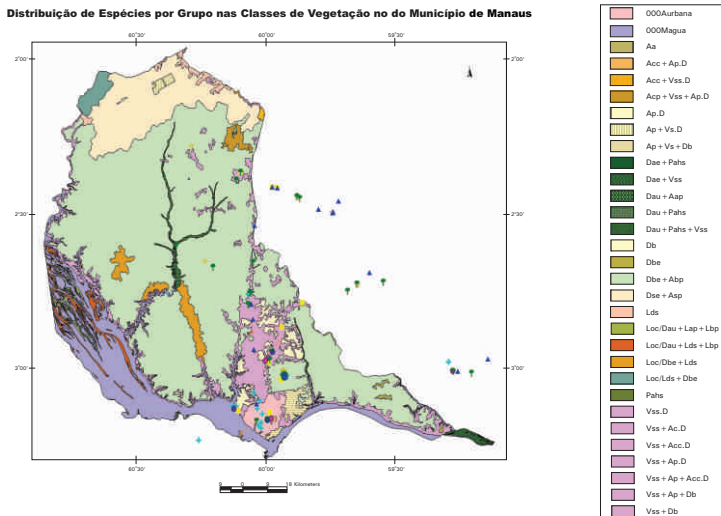 Distribuição de Espécies por Grupo nas Classes de Vegetação no do Município de Manaus
60°30' 60°00' 59°30'
2°00' 2°00'
2°30' 2°30'
3°00' 3°00'
60°30' 60°00' 59°30'
9 0 9 18 Kilometers
000Aurbana
000Magua
Aa
Acc + Ap.D
Acc + Vss.D
Acp + Vss + Ap.D
Ap.D
Ap + Vs.D
Ap + Vs + Db
Dae + Pahs
Dae + Vss
Dau + Aap
Dau + Pahs
Dau + Pahs + Vss
Db
Dbe
Dbe + Abp
Dse + Asp
Lds
Loc/Dau + Lap + Lbp
Loc/Dau + Lds + Lbp
Loc/Dbe + Lds
Loc/Lds + Dbe
Pahs
Vss.D
Vss + Ac.D
Vss + Acc.D
Vss + Ap.D
Vss + Ap + Acc.D
Vss + Ap + Db
Vss + Db